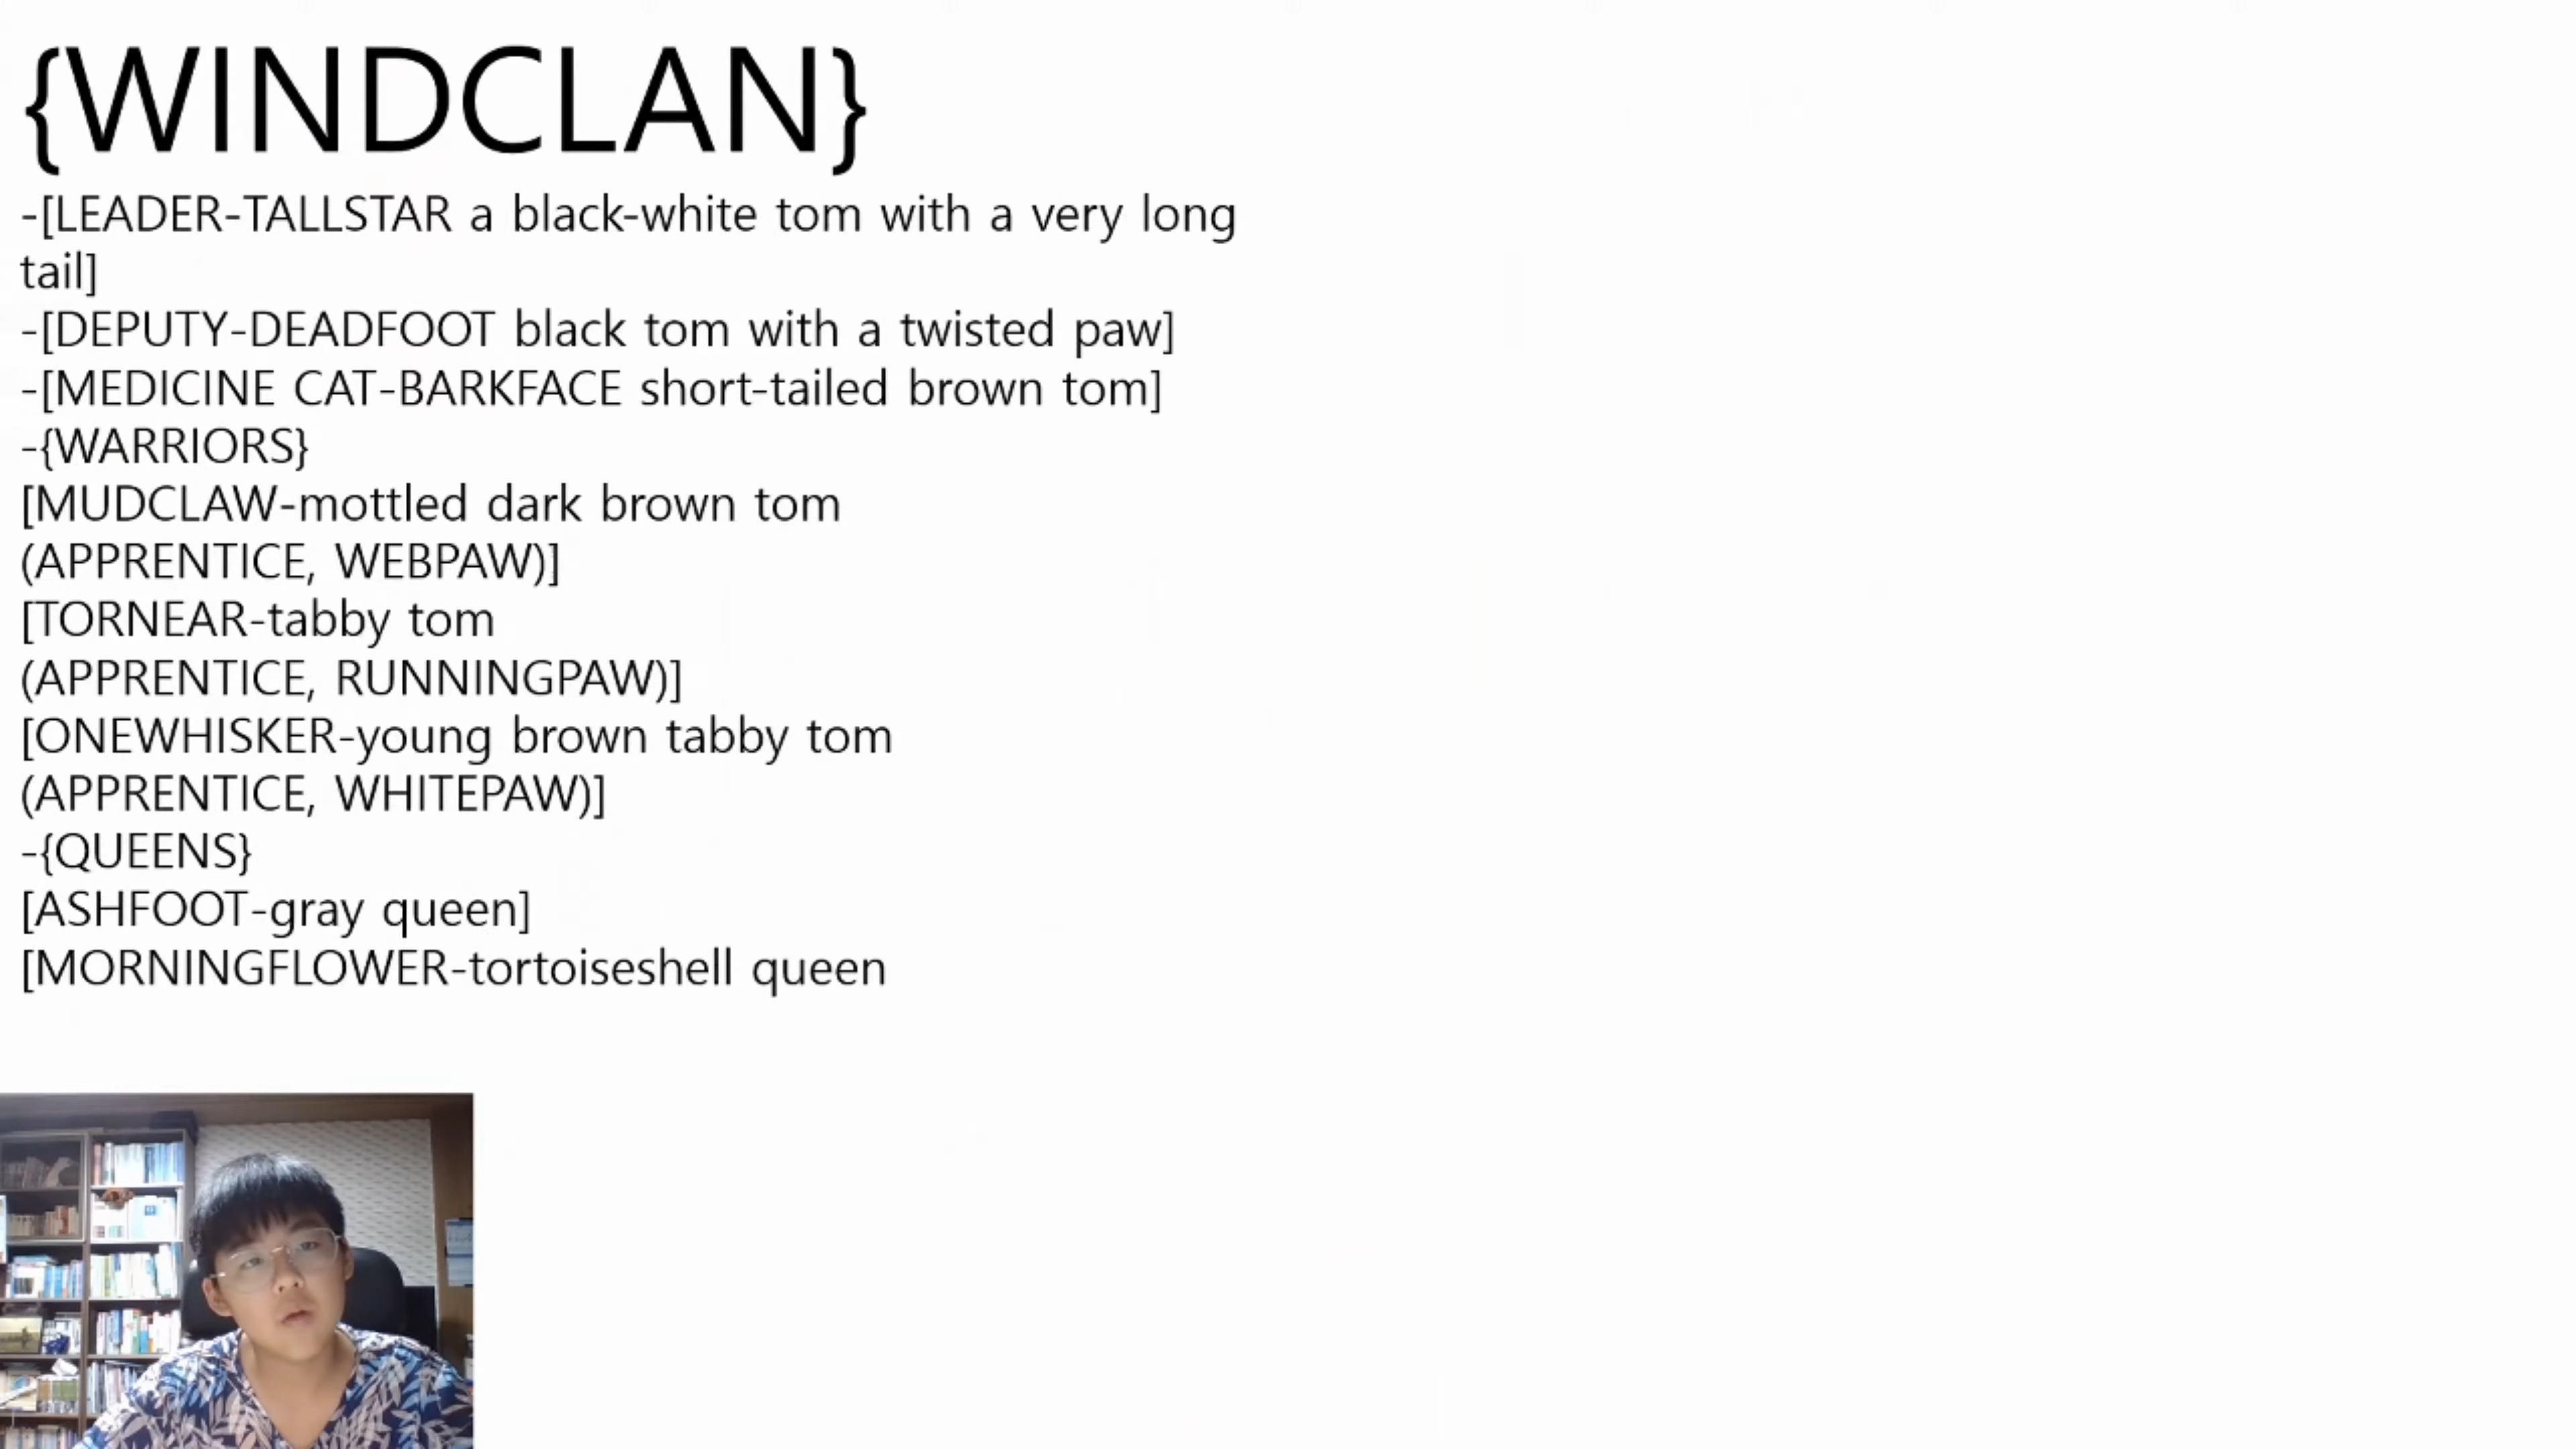 {WINDCLAN}
-[LEADER-TALLSTAR a black-white tom with a very long
tail]
-[DEPUTY-DEADFOOT black tom with a twisted paw]
-[MEDICINE CAT-BARKFACE short-tailed brown tom]
-{WARRIORS}
[MUDCLAW-mottled dark brown tom
(APPRENTICE, WEBPAW)]
[TORNEAR-tabby tom
(APPRENTICE, RUNNINGPAW)]
[ONEWHISKER-young brown tabby tom
(APPRENTICE, WHITEPAW)]
-{QUEENS}
[ASHFOOT-gray queen]
[MORNINGFLOWER-tortoiseshell queen